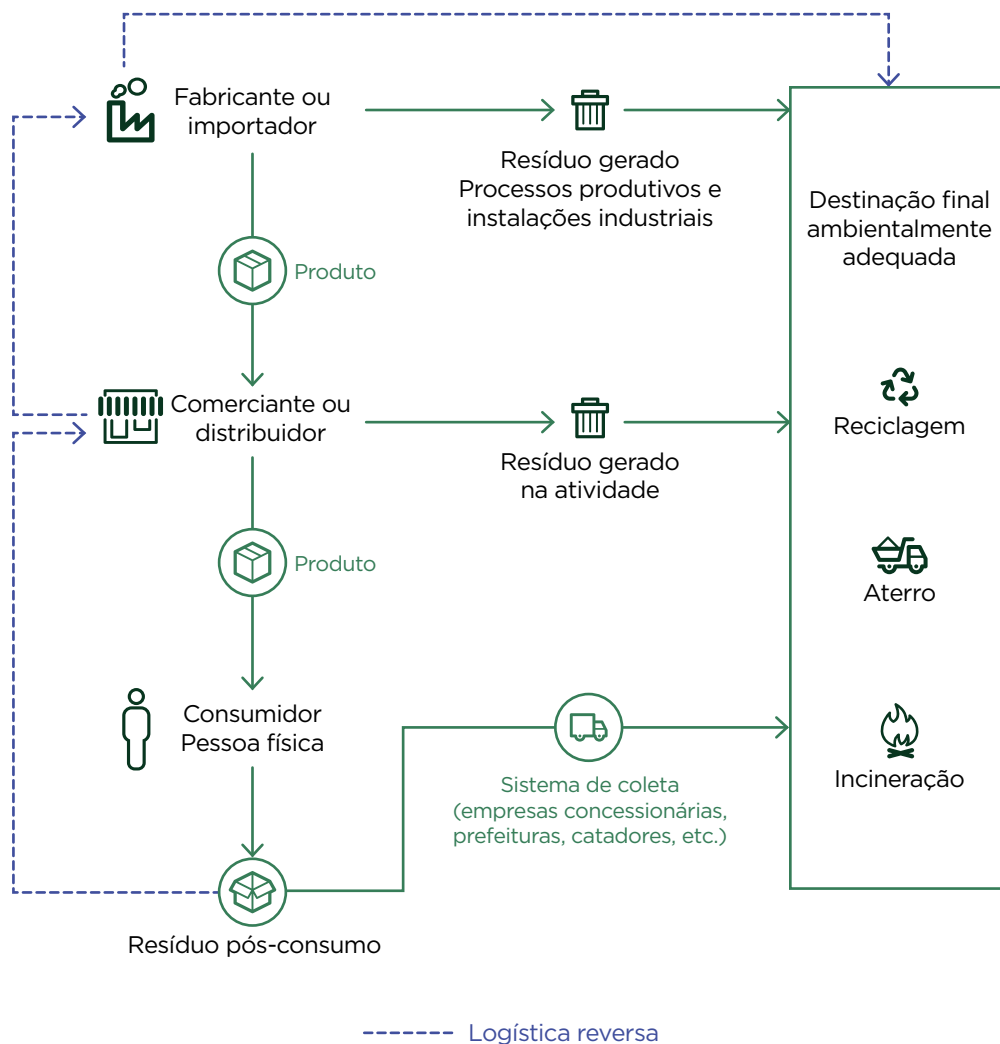 Fabricante ou
importador
Resíduo gerado
Processos produtivos e
instalações industriais
Destinação final
ambientalmente
adequada
Produto
Reciclagem
Comerciante ou
distribuidor
Resíduo gerado
na atividade
Produto
Aterro
Consumidor
Pessoa física
Sistema de coleta
(empresas concessionárias,
prefeituras, catadores, etc.)
Incineração
Resíduo pós-consumo
Logística reversa